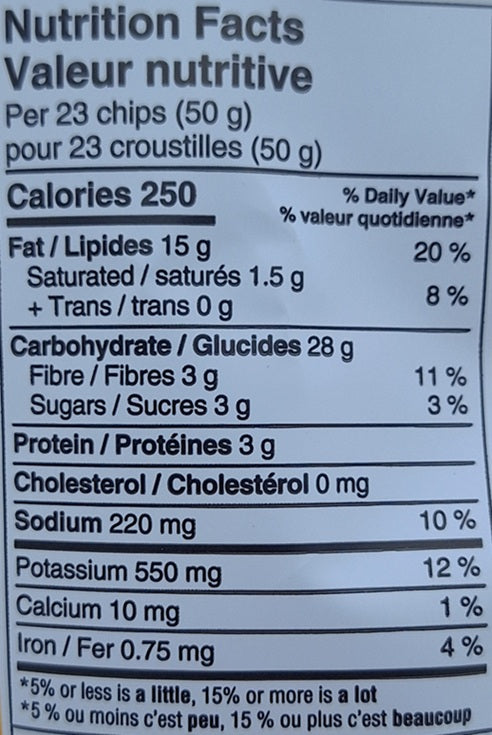 Nutrition Facts
Valeur nutritive
Per 23 chips (50 g)
pour 23 croustilles (50 g)
Calories 250
% Daily Value*
% valeur quotidienne*
Fat / Lipides 15 g 20 %
Saturated / saturés 1.5 g
+ Trans / trans 0 g 8 %
Carbohydrate / Glucides 28 g
Fibre / Fibres 3 g 11 %
Sugars / Sucres 3 g 3 %
Protein / Protéines 3 g
Cholesterol / Cholestérol 0 mg
Sodium 220 mg 10 %
Potassium 550 mg 12 %
Calcium 10 mg 1 %
Iron / Fer 0.75 mg 4 %
*5% or less is a little, 15% or more is a lot
*5 % ou moins c'est peu, 15 % ou plus c'est beaucoup